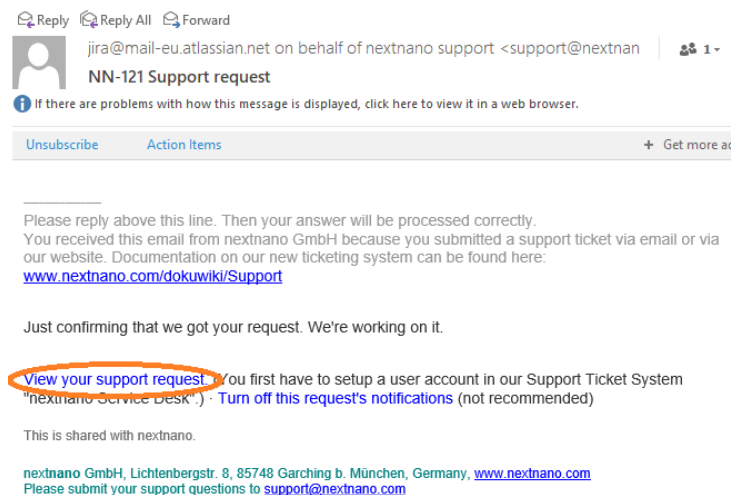 Reply Reply All Forward
jira@mail-eu.atlassian.net on behalf of nextnano support <support@nextnan 1
NN-121 Support request
If there are problems with how this message is displayed, click here to view it in a web browser.
Unsubscribe Action Items + Get more
Please reply above this line. Then your answer will be processed correctly.
You received this email from nextnano GmbH because you submitted a support ticket via email or via
our website. Documentation on our new ticketing system can be found here:
www.nextnano.com/dokuwiki/Support
Just confirming that we got your request. We're working on it.
View your support request. (You first have to setup a user account in our Support Ticket System
"nextnano Service Desk".) · Turn off this request's notifications (not recommended)
This is shared with nextnano.
nextnano GmbH, Lichtenbergstr. 8, 85748 Garching b. München, Germany, www.nextnano.com
Please submit your support questions to support@nextnano.com